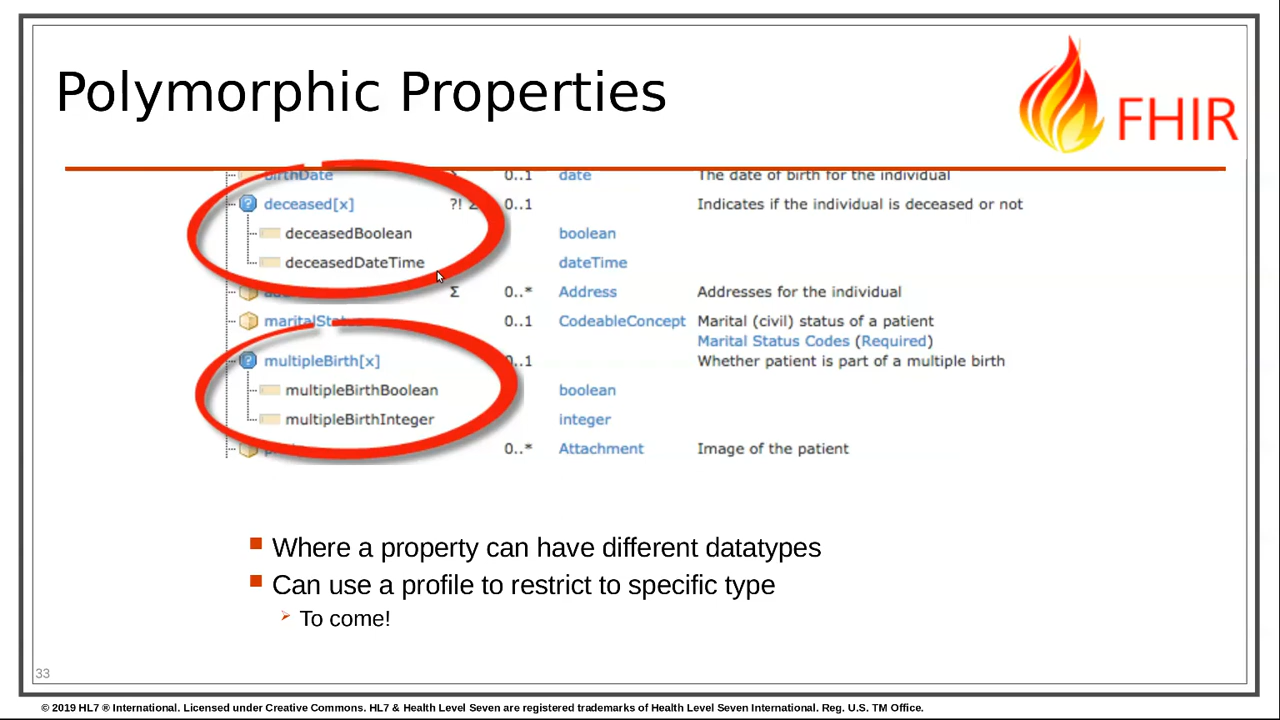 Polymorphic Properties
FHIR
birthDate Σ 0..1 date The date of birth for the individual
deceased[x] ?! Σ 0..1 Indicates if the individual is deceased or not
deceasedBoolean boolean
deceasedDateTime dateTime
Σ 0..* Address Addresses for the individual
maritalStatus 0..1 CodeableConcept Marital (civil) status of a patient
Marital Status Codes (Required)
multipleBirth[x] 0..1 Whether patient is part of a multiple birth
multipleBirthBoolean boolean
multipleBirthInteger integer
0..* Attachment Image of the patient
Where a property can have different datatypes
Can use a profile to restrict to specific type
To come!
33
© 2019 HL7 ® International. Licensed under Creative Commons. HL7 & Health Level Seven are registered trademarks of Health Level Seven International. Reg. U.S. TM Office.